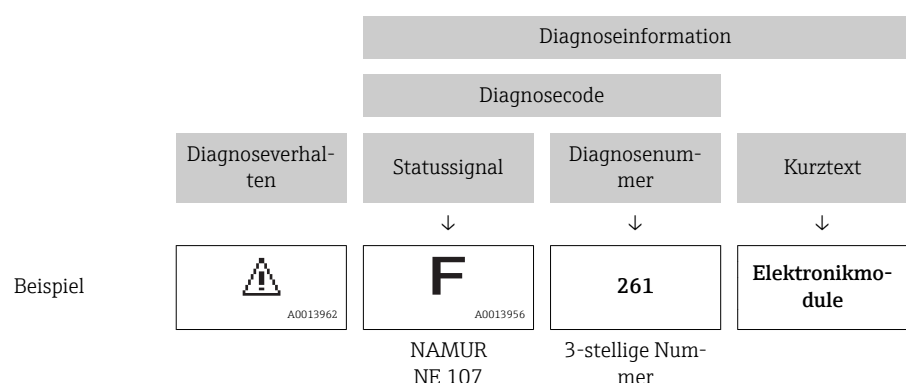 Diagnoseinformation
Diagnosecode
Diagnoseverhal-
ten
Statussignal
Diagnosenum-
mer
Kurztext
↓ ↓ ↓
Beispiel
A0013962
F
A0013956
261
Elektronikmo-
dule
NAMUR
NE 107
3-stellige Num-
mer